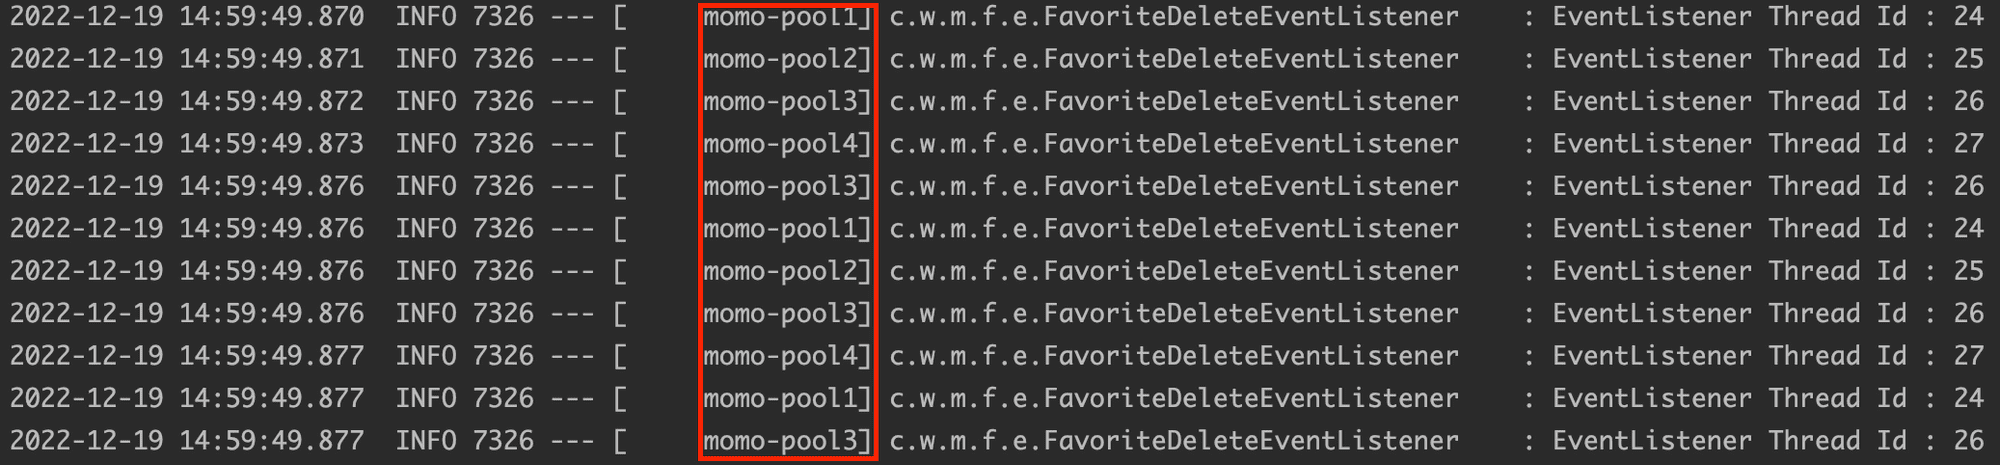 2022-12-19 14:59:49.870  INFO 7326 --- [     momo-pool1] c.w.m.f.e.FavoriteDeleteEventListener    : EventListener Thread Id : 24
2022-12-19 14:59:49.871  INFO 7326 --- [     momo-pool2] c.w.m.f.e.FavoriteDeleteEventListener    : EventListener Thread Id : 25
2022-12-19 14:59:49.872  INFO 7326 --- [     momo-pool3] c.w.m.f.e.FavoriteDeleteEventListener    : EventListener Thread Id : 26
2022-12-19 14:59:49.873  INFO 7326 --- [     momo-pool4] c.w.m.f.e.FavoriteDeleteEventListener    : EventListener Thread Id : 27
2022-12-19 14:59:49.876  INFO 7326 --- [     momo-pool3] c.w.m.f.e.FavoriteDeleteEventListener    : EventListener Thread Id : 26
2022-12-19 14:59:49.876  INFO 7326 --- [     momo-pool1] c.w.m.f.e.FavoriteDeleteEventListener    : EventListener Thread Id : 24
2022-12-19 14:59:49.876  INFO 7326 --- [     momo-pool2] c.w.m.f.e.FavoriteDeleteEventListener    : EventListener Thread Id : 25
2022-12-19 14:59:49.876  INFO 7326 --- [     momo-pool3] c.w.m.f.e.FavoriteDeleteEventListener    : EventListener Thread Id : 26
2022-12-19 14:59:49.877  INFO 7326 --- [     momo-pool4] c.w.m.f.e.FavoriteDeleteEventListener    : EventListener Thread Id : 27
2022-12-19 14:59:49.877  INFO 7326 --- [     momo-pool1] c.w.m.f.e.FavoriteDeleteEventListener    : EventListener Thread Id : 24
2022-12-19 14:59:49.877  INFO 7326 --- [     momo-pool3] c.w.m.f.e.FavoriteDeleteEventListener    : EventListener Thread Id : 26